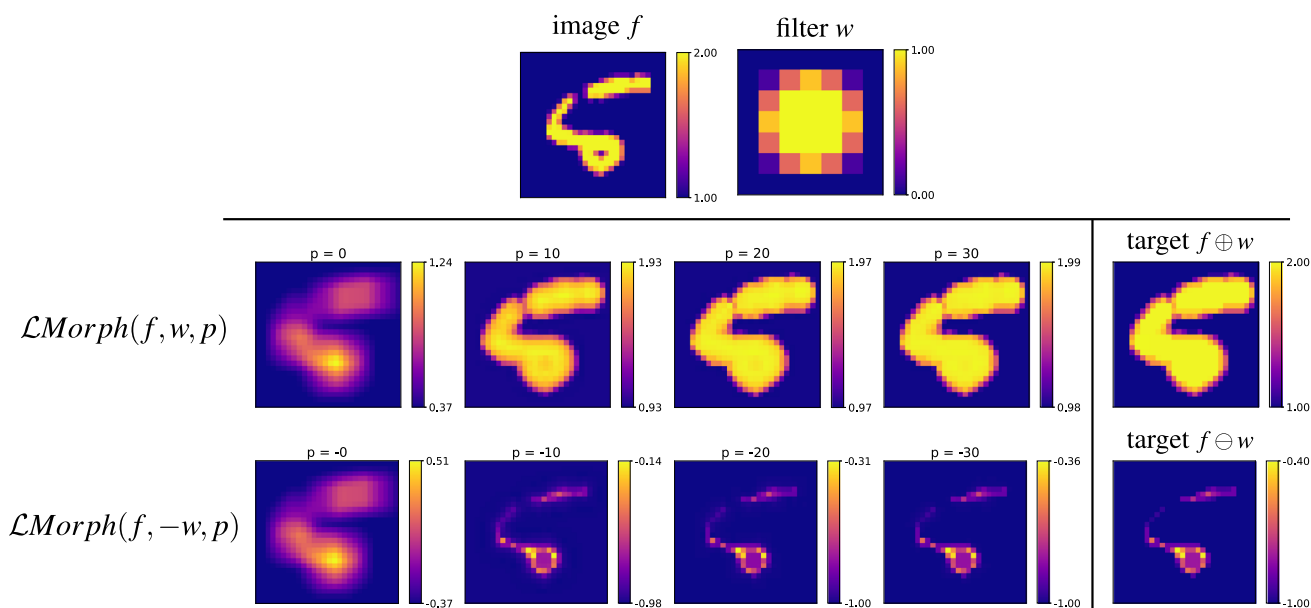 image f
filter w
2.00
1.00
1.00
0.00
p = 0
p = 10
p = 20
p = 30
target f ⊕ w
ℒMorph(f, w, p)
1.24
0.37
1.93
0.93
1.97
0.97
1.99
0.98
2.00
1.00
p = -0
p = -10
p = -20
p = -30
target f ⊖ w
ℒMorph(f, −w, p)
0.51
-0.37
-0.14
-0.98
-0.31
-1.00
-0.36
-1.00
-0.40
-1.00